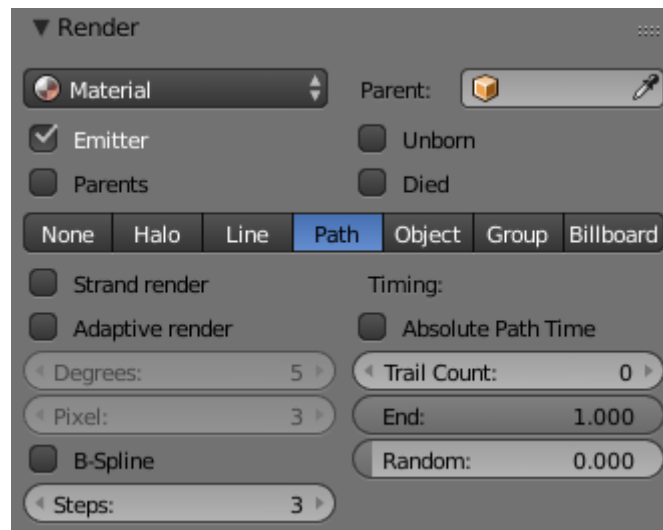 Render
Material Parent:
Emitter Unborn
Parents Died
None Halo Line Path Object Group Billboard
Strand render Timing:
Adaptive render Absolute Path Time
Degrees: 5 Trail Count: 0
Pixel: 3 End: 1.000
B-Spline Random: 0.000
Steps: 3